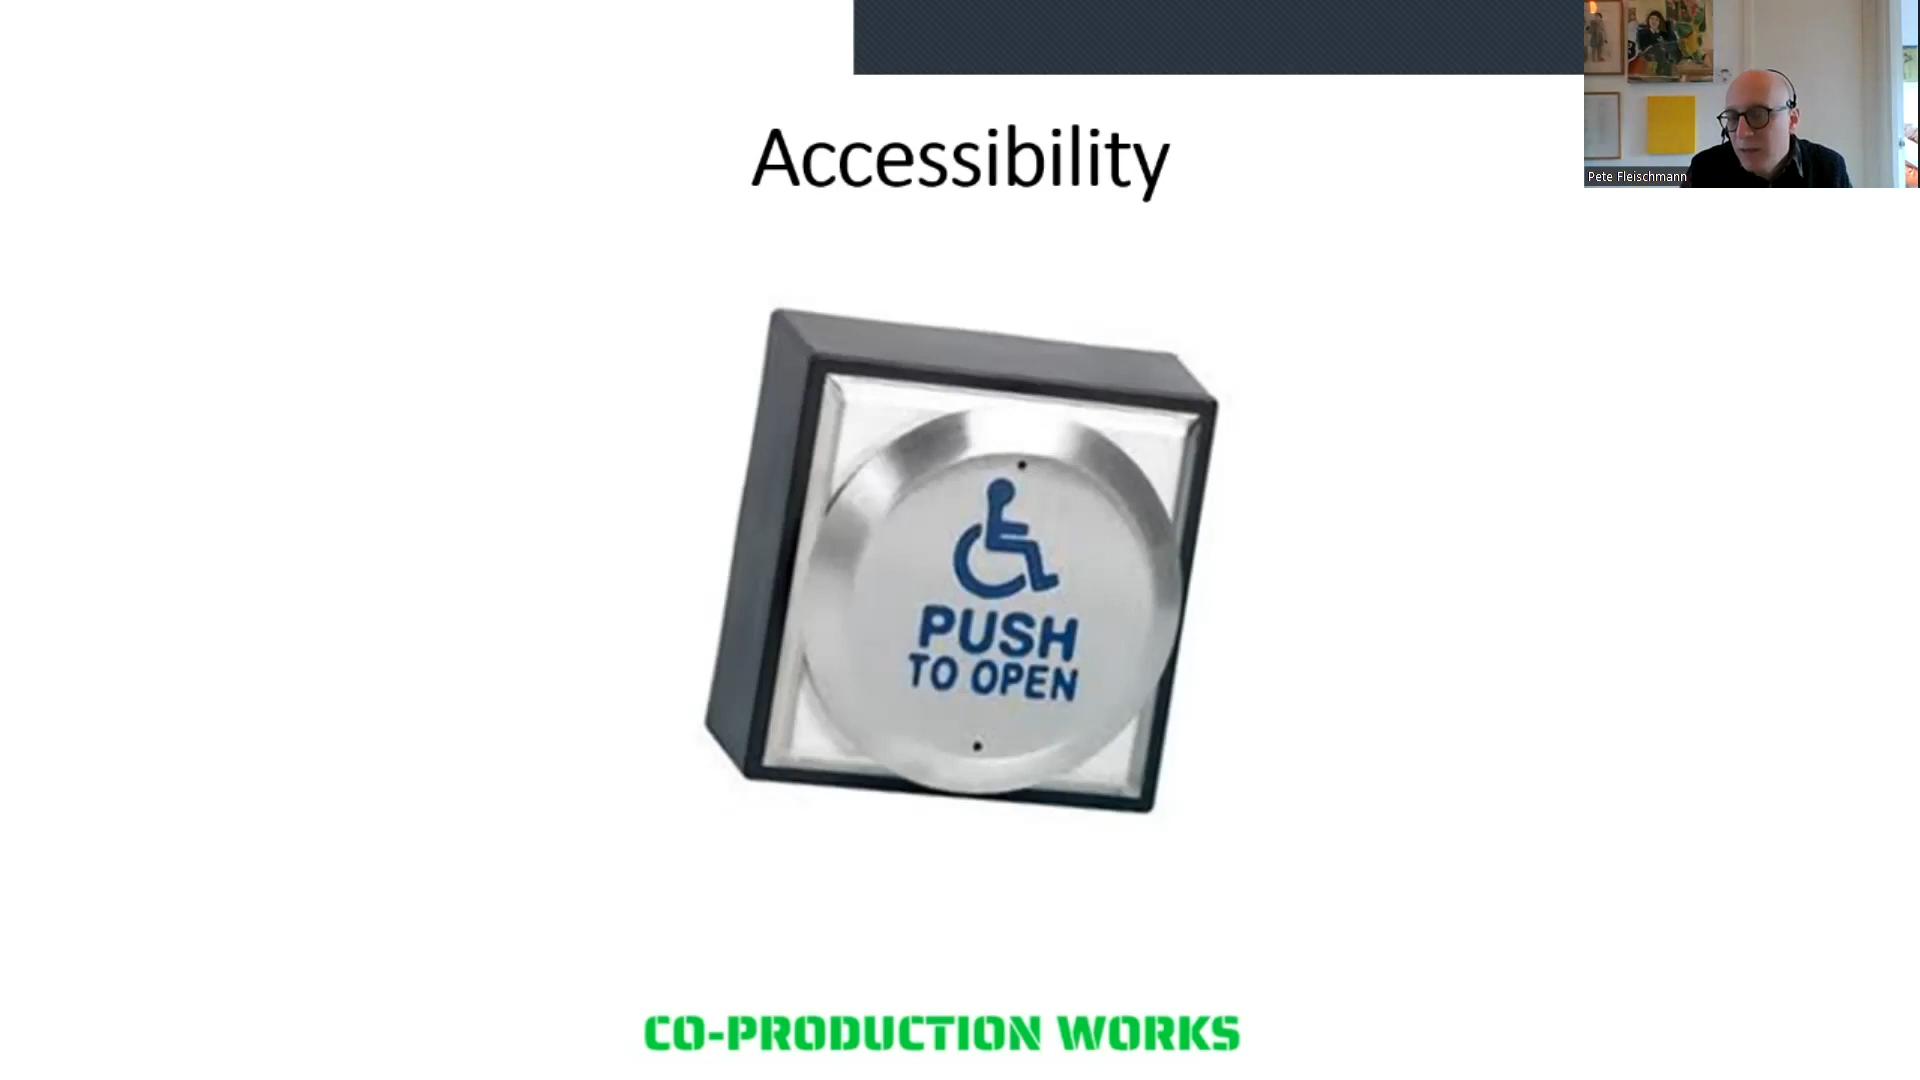 Accessibility
Pete Fleischmann
PUSH
TO OPEN
CO-PRODUCTION WORKS